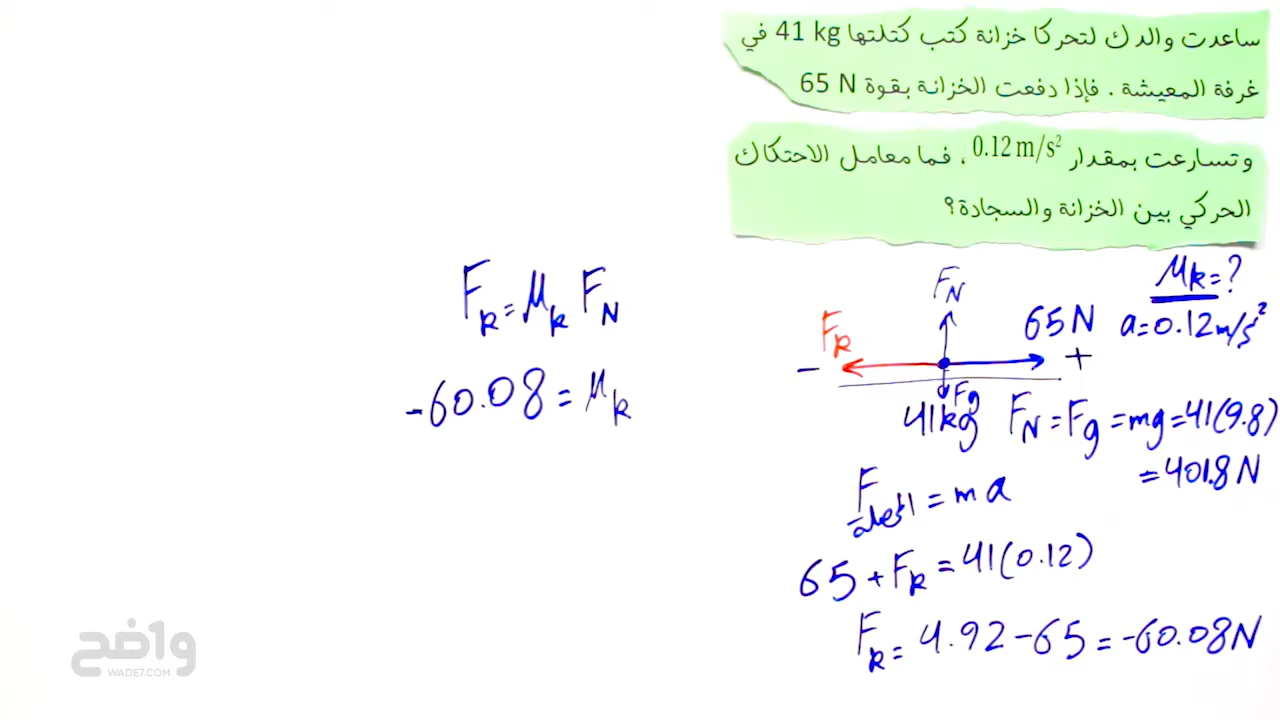 ساعدت والدك لتحركا خزانة كتب كتلتها 41 kg في
غرفة المعيشة . فإذا دفعت الخزانة بقوة 65 N
وتسارعت بمقدار 0.12 m/s² ، فما معامل الاحتكاك
الحركي بين الخزانة والسجادة؟
μk = ?
a = 0.12 m/s²
FN
65 N
Fk
- +
Fg
41 kg
FN = Fg = mg = 41(9.8)
= 401.8 N
F المحصلة = m a
65 + Fk = 41(0.12)
Fk = 4.92 - 65 = -60.08 N
Fk = μk FN
-60.08 = μk
واضح
WADE7.COM